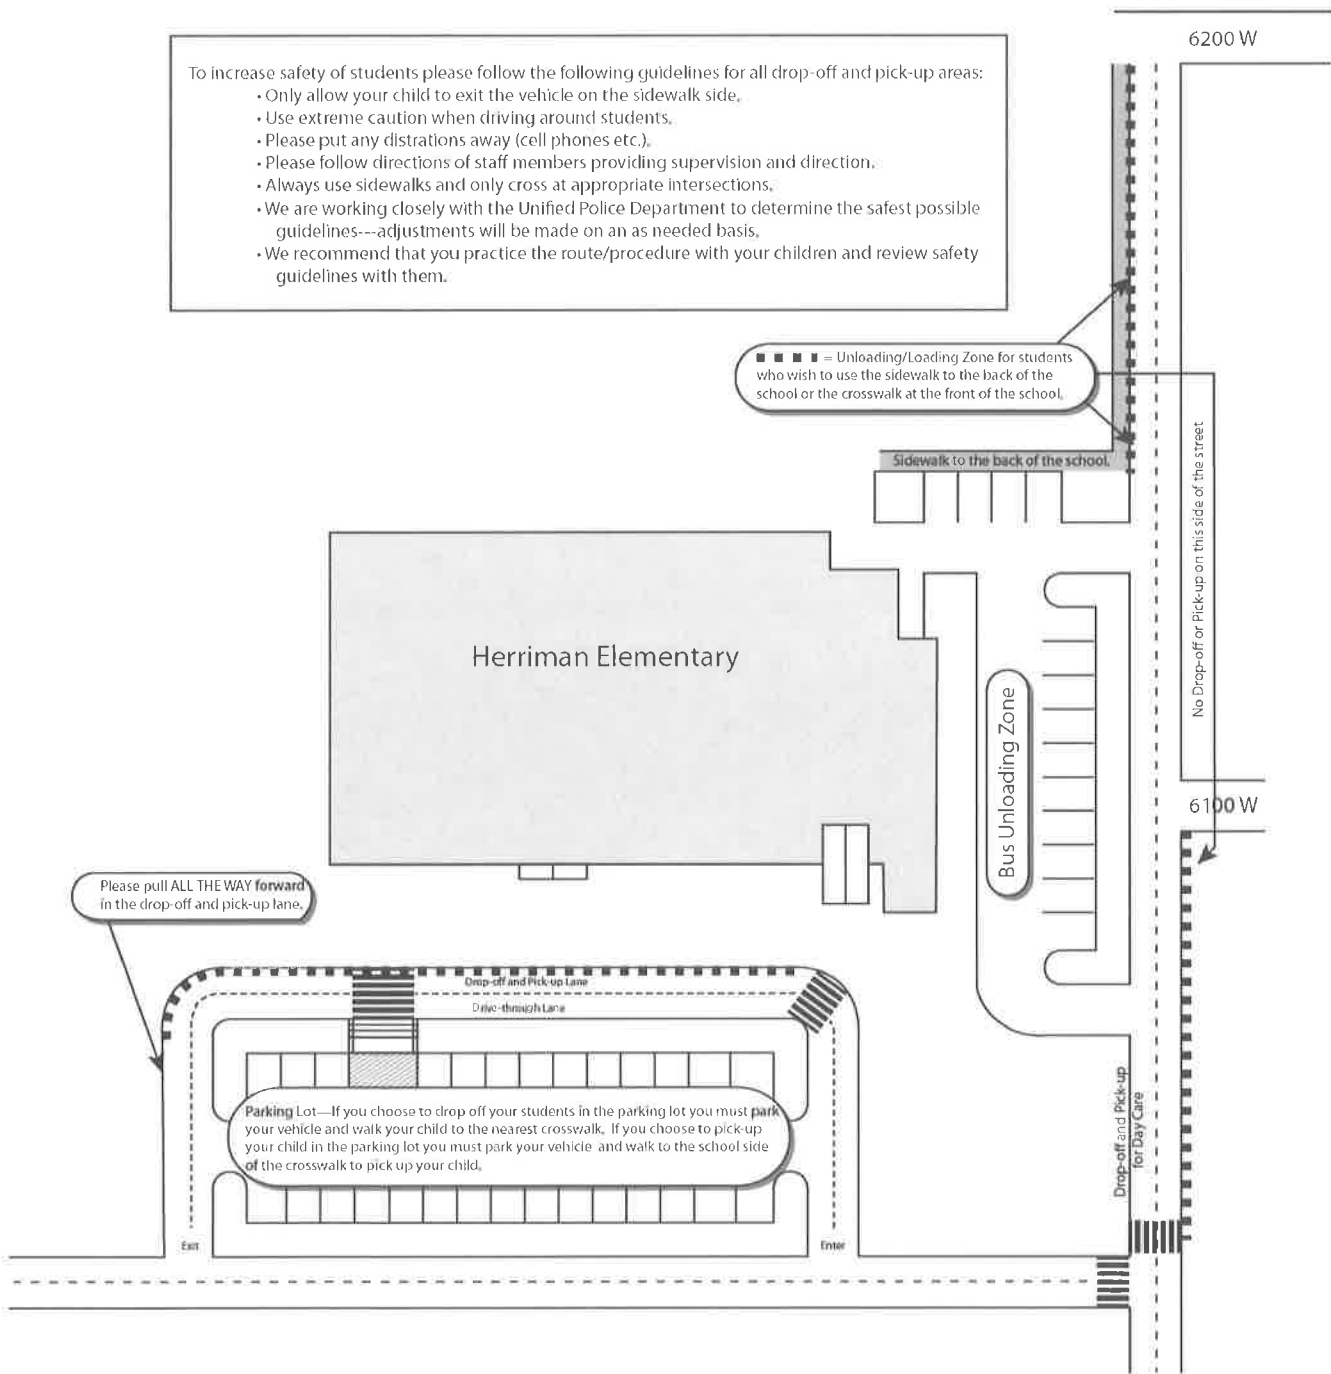 6200 W
To increase safety of students please follow the following guidelines for all drop-off and pick-up areas:
• Only allow your child to exit the vehicle on the sidewalk side.
• Use extreme caution when driving around students.
• Please put any distrations away (cell phones etc.).
• Please follow directions of staff members providing supervision and direction.
• Always use sidewalks and only cross at appropriate intersections.
• We are working closely with the Unified Police Department to determine the safest possible
guidelines---adjustments will be made on an as needed basis.
• We recommend that you practice the route/procedure with your children and review safety
guidelines with them.
= Unloading/Loading Zone for students
who wish to use the sidewalk to the back of the
school or the crosswalk at the front of the school.
Sidewalk to the back of the school.
No Drop-off or Pick-up on this side of the street
Herriman Elementary
Bus Unloading Zone
6100 W
Please pull ALL THE WAY forward
in the drop-off and pick-up lane.
Drop-off and Pick-up Lane
Drive-through Lane
Parking Lot—If you choose to drop off your students in the parking lot you must park
your vehicle and walk your child to the nearest crosswalk. If you choose to pick-up
your child in the parking lot you must park your vehicle and walk to the school side
of the crosswalk to pick up your child.
Drop-off and Pick-up
for Day Care
Exit
Enter